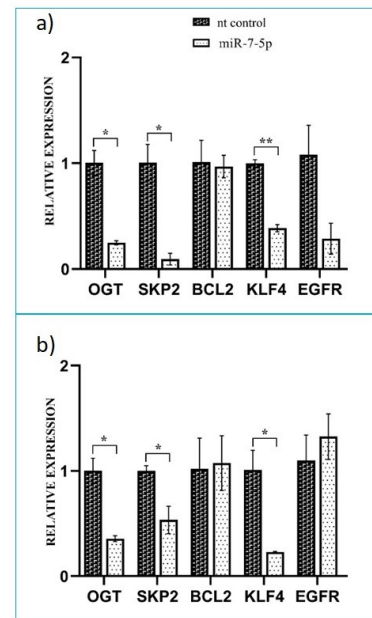 a)
nt control
miR-7-5p
RELATIVE EXPRESSION
2
1
0
* * **
OGT SKP2 BCL2 KLF4 EGFR
b)
RELATIVE EXPRESSION
2
1
0
* * *
OGT SKP2 BCL2 KLF4 EGFR